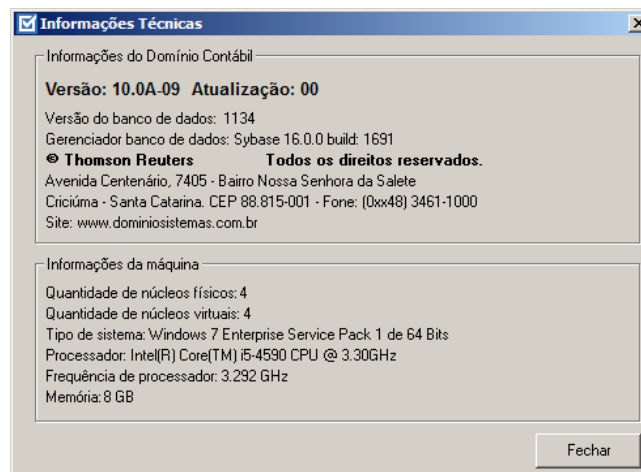 Informações Técnicas
Informações do Domínio Contábil
Versão: 10.0A-09 Atualização: 00
Versão do banco de dados: 1134
Gerenciador banco de dados: Sybase 16.0.0 build: 1691
© Thomson Reuters Todos os direitos reservados.
Avenida Centenário, 7405 - Bairro Nossa Senhora da Salete
Criciúma - Santa Catarina. CEP 88.815-001 - Fone: (0xx48) 3461-1000
Site: www.dominiosistemas.com.br
Informações da máquina
Quantidade de núcleos físicos: 4
Quantidade de núcleos virtuais: 4
Tipo de sistema: Windows 7 Enterprise Service Pack 1 de 64 Bits
Processador: Intel(R) Core(TM) i5-4590 CPU @ 3.30GHz
Frequência de processador: 3.292 GHz
Memória: 8 GB
Fechar